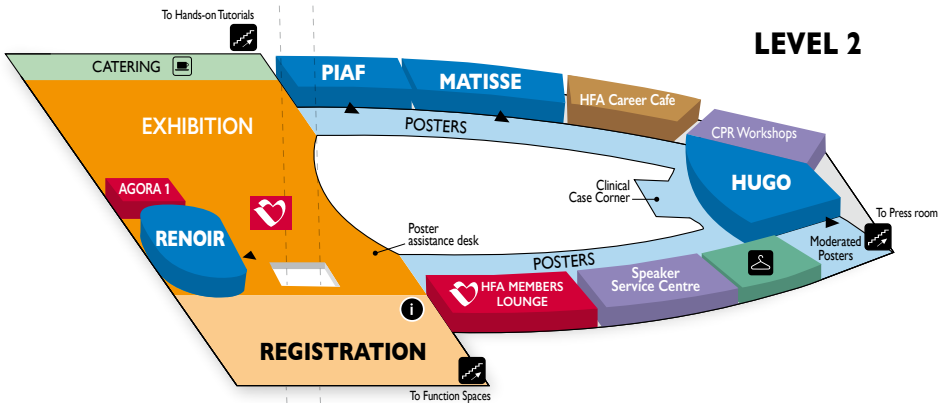 To Hands-on Tutorials
LEVEL 2
CATERING
PIAF
MATISSE
HFA Career Cafe
EXHIBITION
POSTERS
CPR Workshops
AGORA 1
Clinical
Case Corner
HUGO
RENOIR
To Press room
Poster
assistance desk
Moderated
Posters
POSTERS
HFA MEMBERS
LOUNGE
Speaker
Service Centre
i
REGISTRATION
To Function Spaces